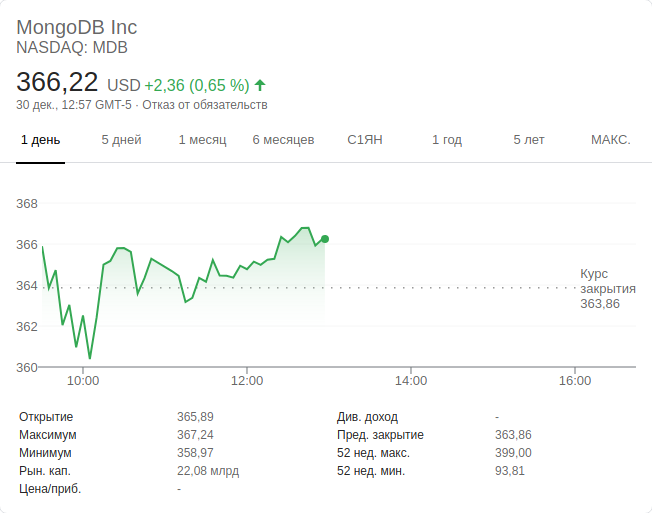 MongoDB Inc
NASDAQ: MDB
366,22 USD +2,36 (0,65 %)
30 дек., 12:57 GMT-5 · Отказ от обязательств
1 день 5 дней 1 месяц 6 месяцев С1ЯН 1 год 5 лет МАКС.
368
366
364
362
360
Курс
закрытия
363,86
10:00 12:00 14:00 16:00
Открытие 365,89 Див. доход -
Максимум 367,24 Пред. закрытие 363,86
Минимум 358,97 52 нед. макс. 399,00
Рын. кап. 22,08 млрд 52 нед. мин. 93,81
Цена/приб. -